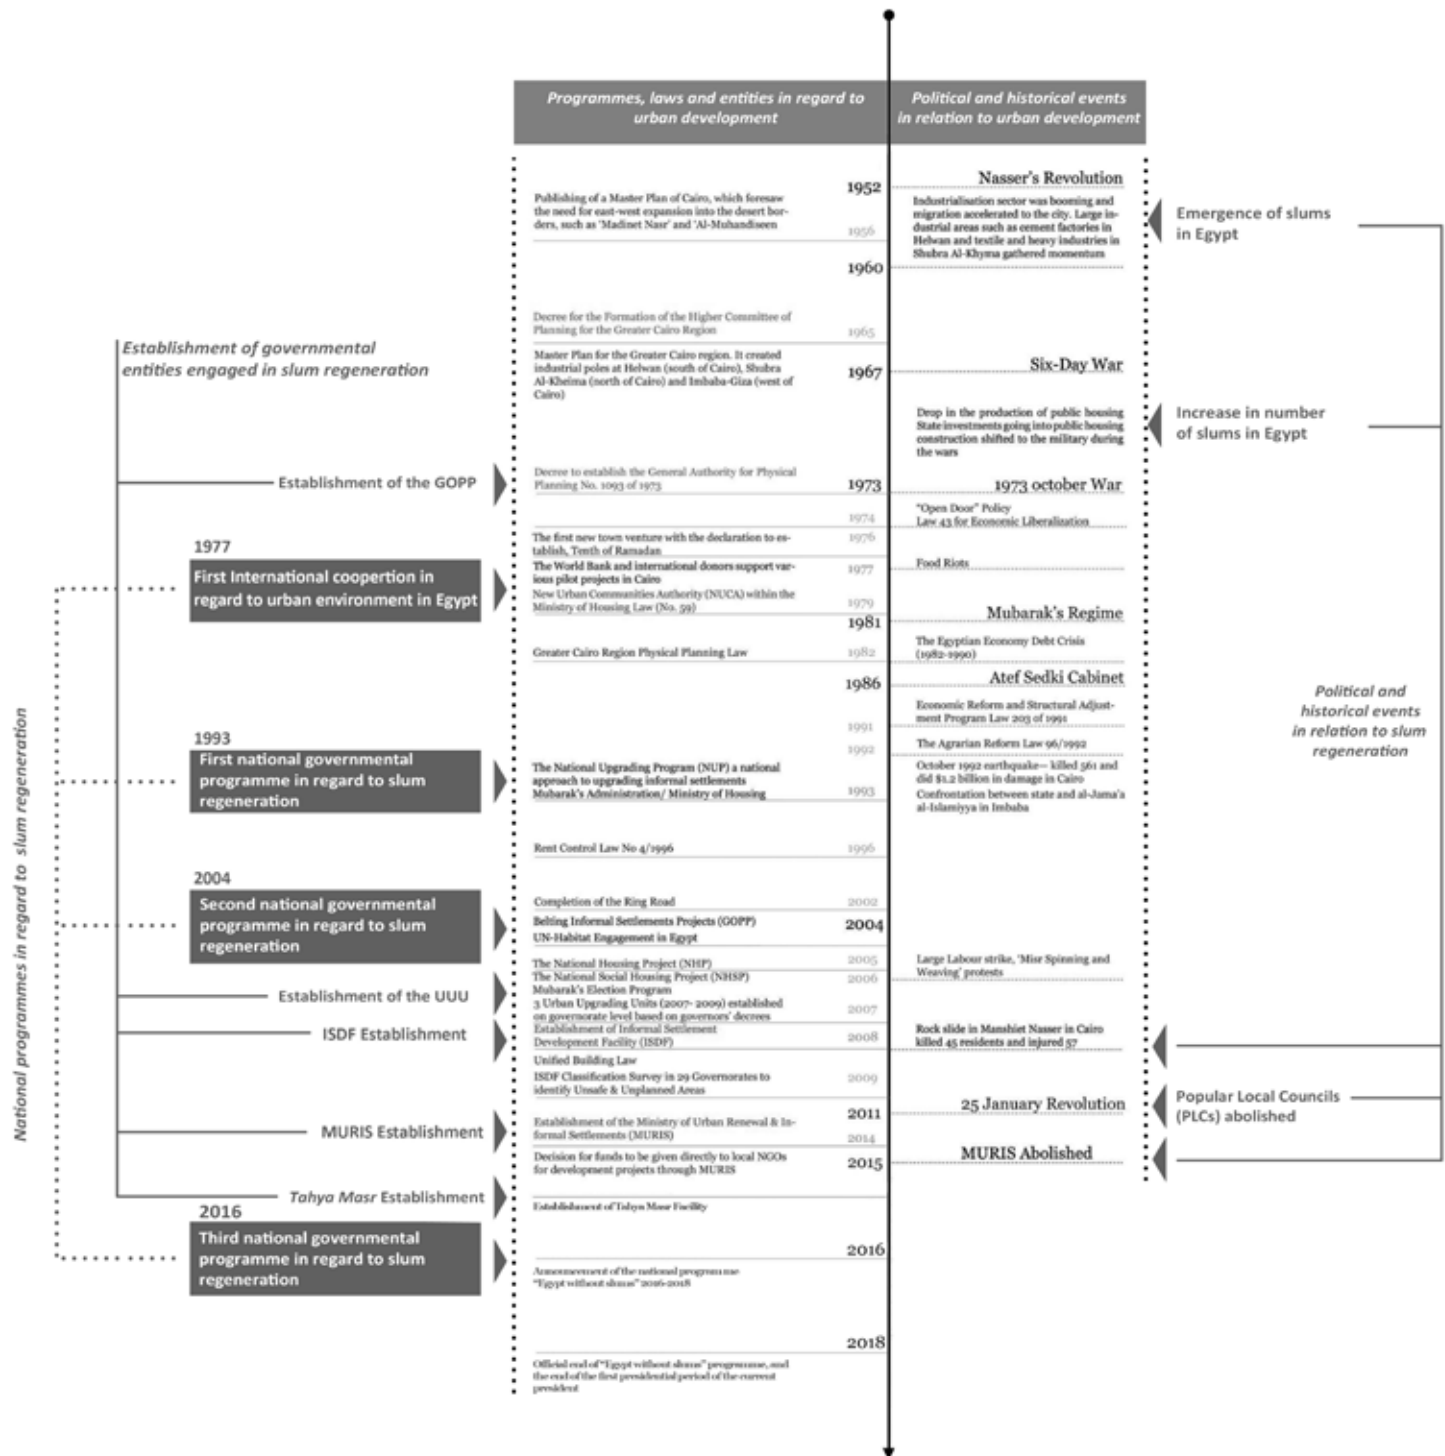 Programmes, laws and entities in regard to
urban development
Political and historical events
in relation to urban development
1952
Nasser's Revolution
Publishing of a Master Plan of Cairo, which foresaw
the need for east-west expansion into the desert bor-
ders, such as 'Madinet Nasr' and 'Al-Muhandiseen
1956
Industrialisation sector was booming and
migration accelerated to the city. Large in-
dustrial areas such as cement factories in
Helwan and textile and heavy industries in
Shubra Al-Khyma gathered momentum
Emergence of slums
in Egypt
1960
Decree for the Formation of the Higher Committee of
Planning for the Greater Cairo Region
1965
Establishment of governmental
entities engaged in slum regeneration
Master Plan for the Greater Cairo region. It created
industrial poles at Helwan (south of Cairo), Shubra
Al-Kheima (north of Cairo) and Imbaba-Giza (west of
Cairo)
1967
Six-Day War
Drop in the production of public housing
State investments going into public housing
construction shifted to the military during
the wars
Increase in number
of slums in Egypt
Establishment of the GOPP
Decree to establish the General Authority for Physical
Planning No. 1093 of 1973
1973
1973 october War
1974
"Open Door" Policy
Law 43 for Economic Liberalization
1977
First International coopertion in
regard to urban environment in Egypt
The first new town venture with the declaration to es-
tablish, Tenth of Ramadan
1976
The World Bank and international donors support var-
ious pilot projects in Cairo
1977
Food Riots
New Urban Communities Authority (NUCA) within the
Ministry of Housing Law (No. 59)
1979
1981
Mubarak's Regime
Greater Cairo Region Physical Planning Law
1982
The Egyptian Economy Debt Crisis
(1982-1990)
1986
Atef Sedki Cabinet
1991
Economic Reform and Structural Adjust-
ment Program Law 203 of 1991
Political and
historical events
in relation to slum
regeneration
1992
The Agrarian Reform Law 96/1992
1993
First national governmental
programme in regard to slum
regeneration
The National Upgrading Program (NUP) a national
approach to upgrading informal settlements
Mubarak's Administration/ Ministry of Housing
1993
October 1992 earthquake— killed 561 and
did $1.2 billion in damage in Cairo
Confrontation between state and al-Jama'a
al-Islamiyya in Imbaba
National programmes in regard to slum regeneration
Rent Control Law No 4/1996
1996
2004
Second national governmental
programme in regard to slum
regeneration
Completion of the Ring Road
2002
Belting Informal Settlements Projects (GOPP)
UN-Habitat Engagement in Egypt
2004
The National Housing Project (NHP)
2005
Large Labour strike, 'Misr Spinning and
Weaving' protests
The National Social Housing Project (NHSP)
Mubarak's Election Program
2006
Establishment of the UUU
3 Urban Upgrading Units (2007- 2009) established
on governorate level based on governors' decrees
2007
ISDF Establishment
Establishment of Informal Settlement
Development Facility (ISDF)
2008
Rock slide in Manshiet Nasser in Cairo
killed 45 residents and injured 57
Unified Building Law
ISDF Classification Survey in 29 Governorates to
identify Unsafe & Unplanned Areas
2009
2011
25 January Revolution
Popular Local Councils
(PLCs) abolished
MURIS Establishment
Establishment of the Ministry of Urban Renewal & In-
formal Settlements (MURIS)
2014
Decision for funds to be given directly to local NGOs
for development projects through MURIS
2015
MURIS Abolished
Tahya Masr Establishment
Establishment of Tahya Masr Facility
2016
Third national governmental
programme in regard to slum
regeneration
2016
Announcement of the national programme
"Egypt without slums" 2016-2018
2018
Official end of "Egypt without slums" programme, and
the end of the first presidential period of the current
president